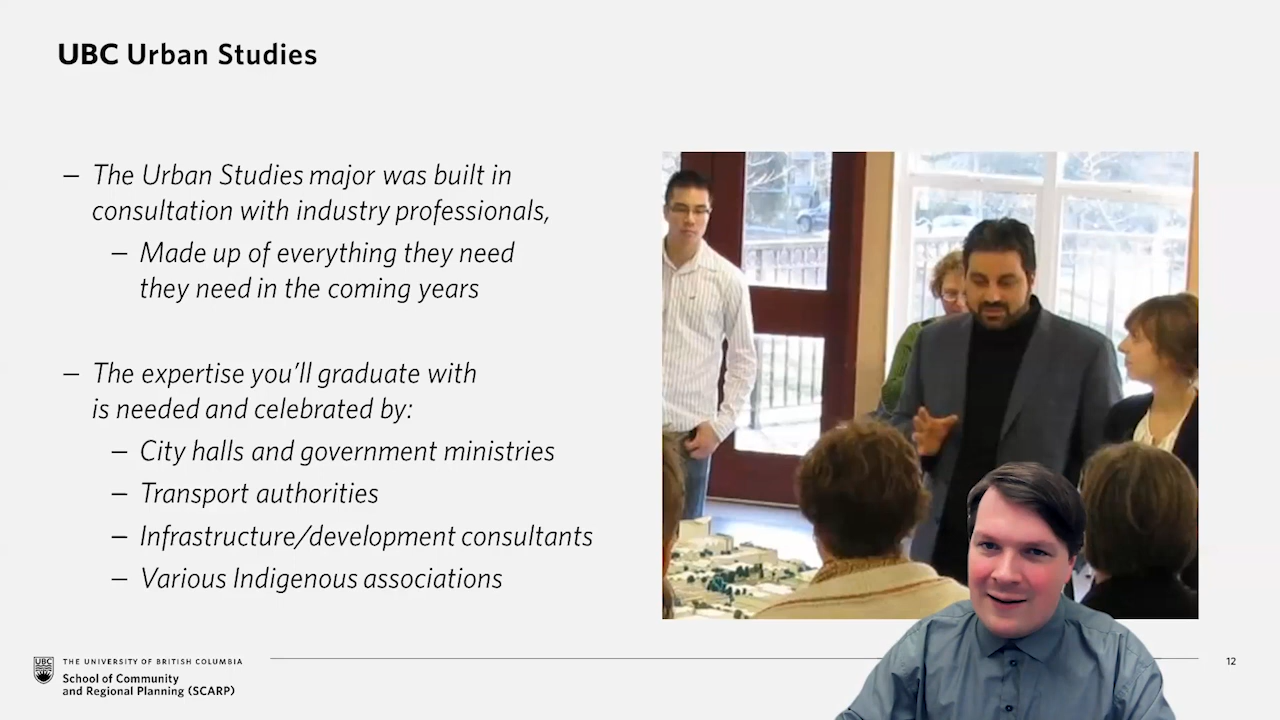 UBC Urban Studies
– The Urban Studies major was built in
consultation with industry professionals,
– Made up of everything they need
they need in the coming years
– The expertise you’ll graduate with
is needed and celebrated by:
– City halls and government ministries
– Transport authorities
– Infrastructure/development consultants
– Various Indigenous associations
UBC
THE UNIVERSITY OF BRITISH COLUMBIA
School of Community
and Regional Planning (SCARP)
12